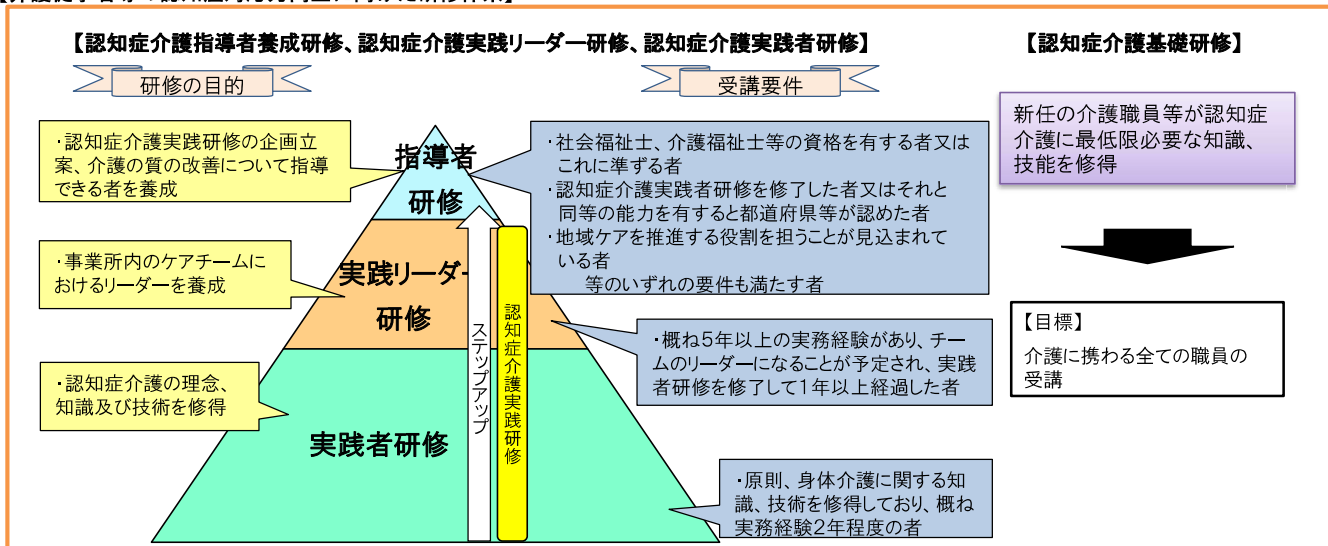 【認知症介護指導者養成研修、認知症介護実践リーダー研修、認知症介護実践者研修】
【認知症介護基礎研修】
研修の目的
受講要件
・認知症介護実践研修の企画立
案、介護の質の改善について指導
できる者を養成
指導者
研修
・社会福祉士、介護福祉士等の資格を有する者又は
これに準ずる者
・認知症介護実践者研修を修了した者又はそれと
同等の能力を有すると都道府県等が認めた者
・地域ケアを推進する役割を担うことが見込まれて
いる者
等のいずれの要件も満たす者
新任の介護職員等が認知症
介護に最低限必要な知識、
技能を修得
・事業所内のケアチームに
おけるリーダーを養成
実践リーダー
研修
・概ね5年以上の実務経験があり、チー
ムのリーダーになることが予定され、実践
者研修を修了して1年以上経過した者
【目標】
介護に携わる全ての職員の
受講
・認知症介護の理念、
知識及び技術を修得
実践者研修
ステップアップ
認知症介護実践研修
・原則、身体介護に関する知
識、技術を修得しており、概ね
実務経験2年程度の者